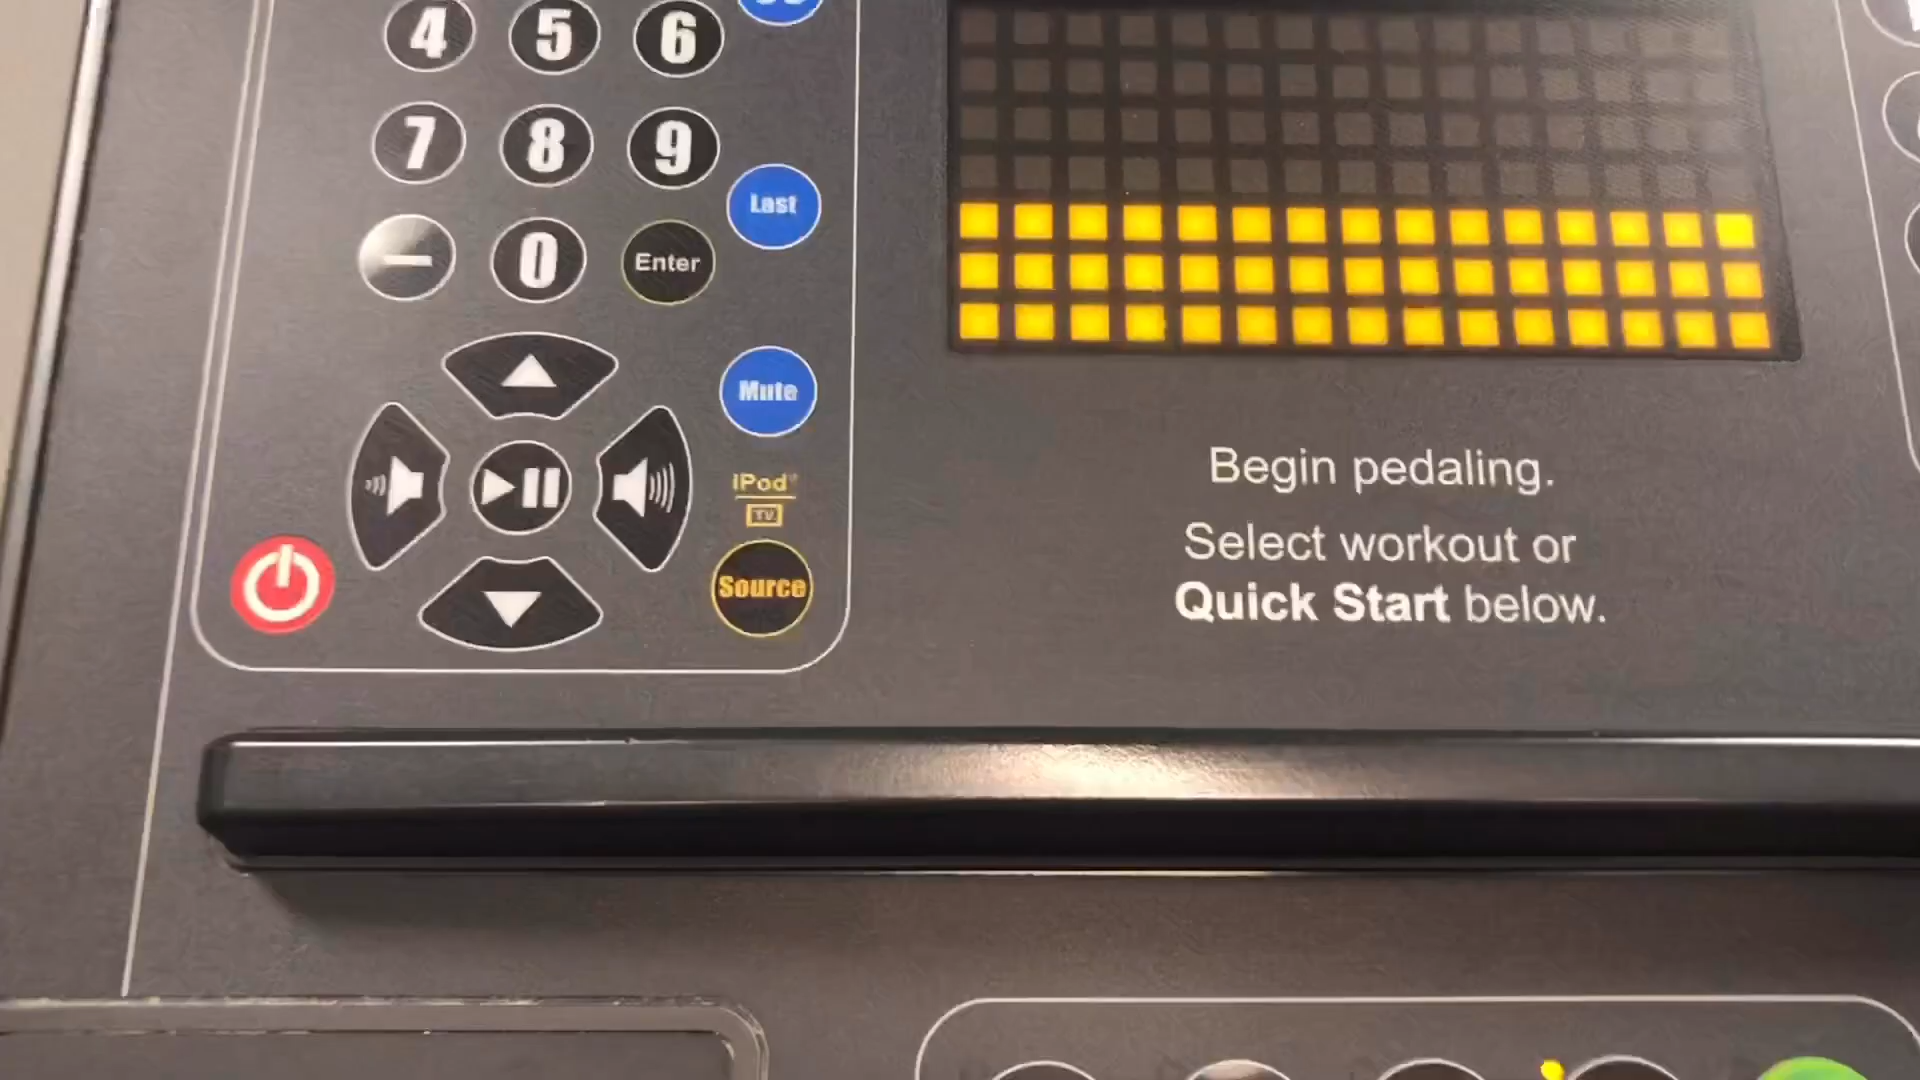 4 5 6
7 8 9
Last
— 0 Enter
Mute
iPod
TV
Source
Begin pedaling.
Select workout or
Quick Start below.